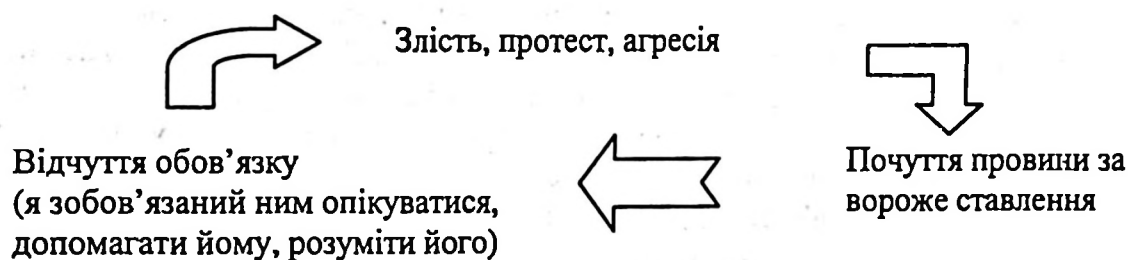 Злість, протест, агресія
Відчуття обов’язку
(я зобов’язаний ним опікуватися,
допомагати йому, розуміти його)
Почуття провини за
вороже ставлення